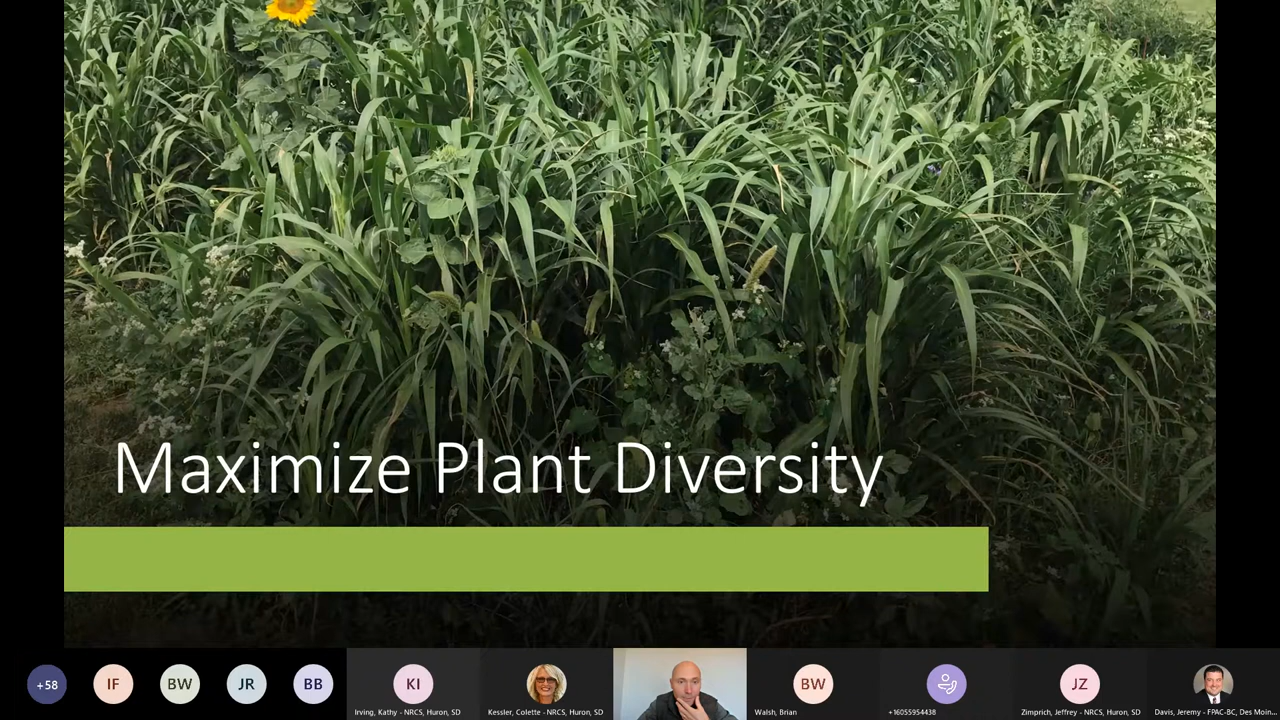 Maximize Plant Diversity
+58
IF
BW
JR
BB
KI
Irving, Kathy - NRCS, Huron, SD
Kessler, Colette - NRCS, Huron, SD
BW
Walsh, Brian
+16055954438
JZ
Zimprich, Jeffrey - NRCS, Huron, SD
Davis, Jeremy - FPAC-BC, Des Moin...